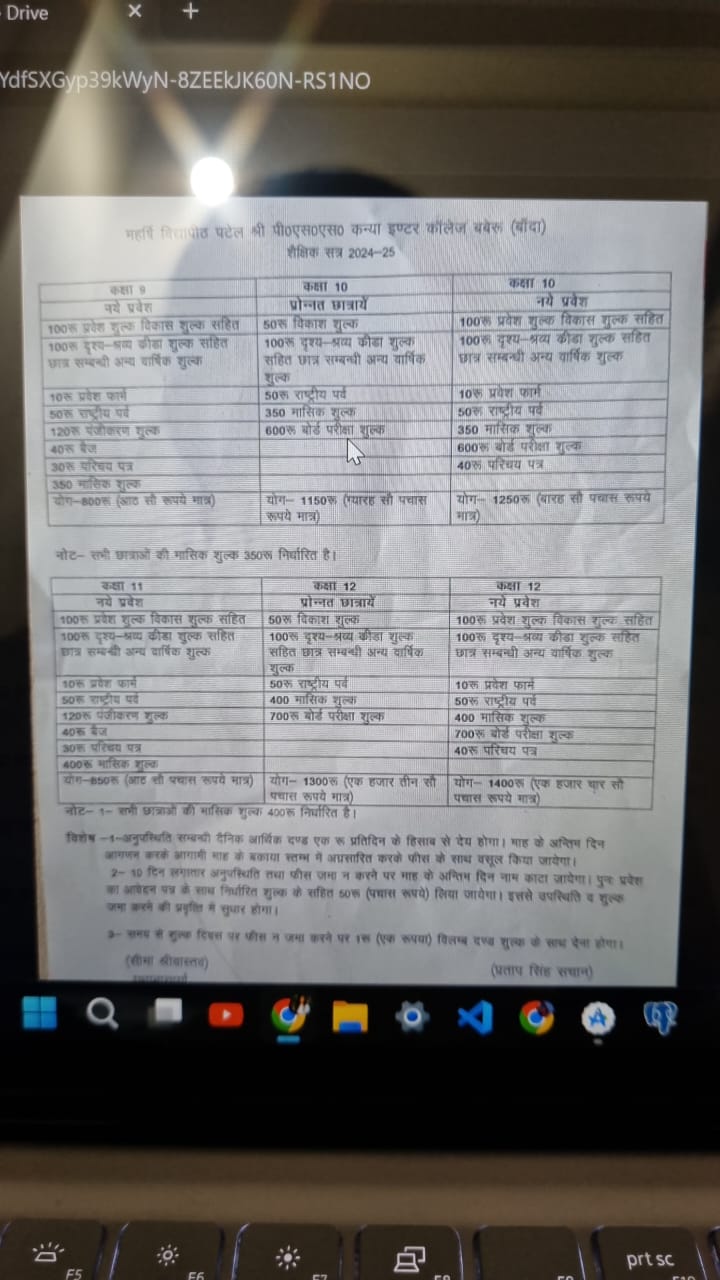 Drive × +
YdfSXGyp39kWyN-8ZEEkJK60N-RS1NO
महर्षि विद्यापीठ पटेल श्री पी0एस0एस0 कन्या इण्टर कॉलेज बबेरू (बाँदा)
शैक्षिक सत्र 2024-25
कक्षा 9 कक्षा 10 कक्षा 10
नये प्रवेश प्रोन्नत छात्रायें नये प्रवेश
100रू प्रवेश शुल्क विकास शुल्क सहित 50रू विकाश शुल्क 100रू प्रवेश शुल्क विकास शुल्क सहित
100रू दृश्य-श्रव्य कीडा शुल्क सहित 100रू दृश्य-श्रव्य कीडा शुल्क 100रू दृश्य-श्रव्य कीडा शुल्क सहित
छात्र सम्बन्धी अन्य वार्षिक शुल्क सहित छात्र सम्बन्धी अन्य वार्षिक छात्र सम्बन्धी अन्य वार्षिक शुल्क
शुल्क
10रू प्रवेश फार्म 50रू राष्ट्रीय पर्व 10रू प्रवेश फार्म
50रू राष्ट्रीय पर्व 350 मासिक शुल्क 50रू राष्ट्रीय पर्व
120रू पंजीकरण शुल्क 600रू बोर्ड परीक्षा शुल्क 350 मासिक शुल्क
40रू बैज 600रू बोर्ड परीक्षा शुल्क
30रू परिचय पत्र 40रू परिचय पत्र
350 मासिक शुल्क
योग-800रू (आठ सौ रूपये मात्र) योग- 1150रू (ग्यारह सौ पचास योग- 1250रू (बारह सौ पचास रूपये
रूपये मात्र) मात्र)
नोट- सभी छात्राओं की मासिक शुल्क 350रू निर्धारित है।
कक्षा 11 कक्षा 12 कक्षा 12
नये प्रवेश प्रोन्नत छात्रायें नये प्रवेश
100रू प्रवेश शुल्क विकास शुल्क सहित 50रू विकाश शुल्क 100रू प्रवेश शुल्क विकास शुल्क सहित
100रू दृश्य-श्रव्य कीडा शुल्क सहित 100रू दृश्य-श्रव्य कीडा शुल्क 100रू दृश्य-श्रव्य कीडा शुल्क सहित
छात्र सम्बन्धी अन्य वार्षिक शुल्क सहित छात्र सम्बन्धी अन्य वार्षिक छात्र सम्बन्धी अन्य वार्षिक शुल्क
शुल्क
10रू प्रवेश फार्म 50रू राष्ट्रीय पर्व 10रू प्रवेश फार्म
50रू राष्ट्रीय पर्व 400 मासिक शुल्क 50रू राष्ट्रीय पर्व
120रू पंजीकरण शुल्क 700रू बोर्ड परीक्षा शुल्क 400 मासिक शुल्क
40रू बैज 700रू बोर्ड परीक्षा शुल्क
30रू परिचय पत्र 40रू परिचय पत्र
400रू मासिक शुल्क
योग-850रू (आठ सौ पचास रूपये मात्र) योग- 1300रू (एक हजार तीन सौ योग- 1400रू (एक हजार चार सौ
पचास रूपये मात्र) पचास रूपये मात्र)
नोट- 1- सभी छात्राओं की मासिक शुल्क 400रू निर्धारित है।
विशेष -1-अनुपस्थिति सम्बन्धी दैनिक आर्थिक दण्ड एक रू प्रतिदिन के हिसाब से देय होगा। माह के अन्तिम दिन
आगणन करके आगामी माह के बकाया स्तम्भ में अग्रसारित करके फीस के साथ वसूल किया जायेगा।
2- 10 दिन लगातार अनुपस्थिति तथा फीस जमा न करने पर माह के अन्तिम दिन नाम काटा जायेगा। पुनः प्रवेश
का आवेदन पत्र के साथ निर्धारित शुल्क के सहित 50रू (पचास रूपये) लिया जायेगा। इससे उपस्थिति व शुल्क
जमा करने की प्रवृत्ति में सुधार होगा।
3- समय से शुल्क दिवस पर फीस न जमा करने पर 1रू (एक रूपया) विलम्ब दण्ड शुल्क के साथ देना होगा।
(सीमा श्रीवास्तव) (प्रताप सिंह सचान)
F5 F6 F7 prt sc